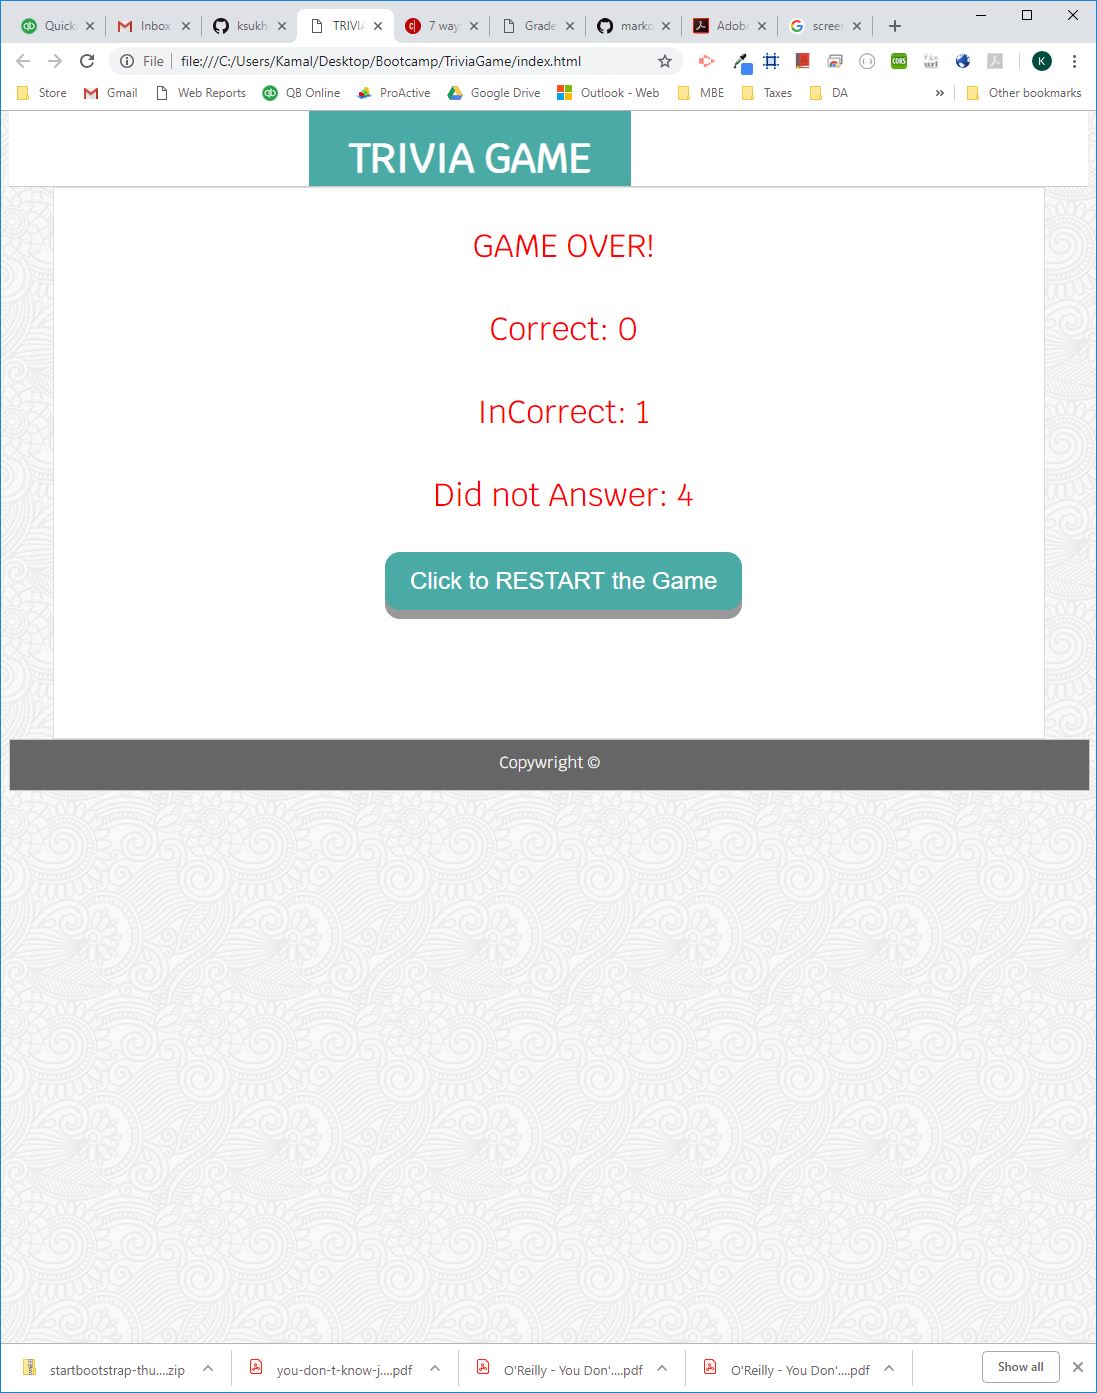 Quick
Inbox
ksukh
TRIVIA
7 way
Grade
markd
Adobe
screen
File
file:///C:/Users/Kamal/Desktop/Bootcamp/TriviaGame/index.html
CORS
K
Store
Gmail
Web Reports
QB Online
ProActive
Google Drive
Outlook - Web
MBE
Taxes
DA
»
Other bookmarks
TRIVIA GAME
GAME OVER!
Correct: 0
InCorrect: 1
Did not Answer: 4
Click to RESTART the Game
Copywright ©
startbootstrap-thu....zip
you-don-t-know-j....pdf
O'Reilly - You Don'....pdf
O'Reilly - You Don'....pdf
Show all